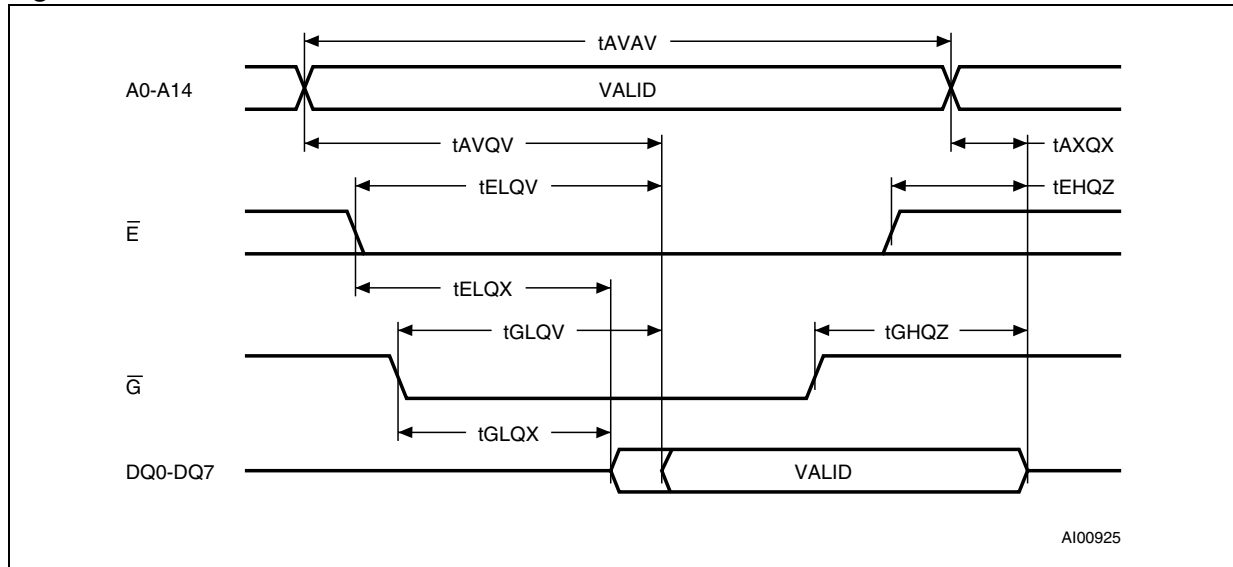 tAVAV
A0-A14
VALID
tAVQV
tAXQX
tELQV
tEHQZ
E̅
tELQX
tGLQV
tGHQZ
G̅
tGLQX
DQ0-DQ7
VALID
AI00925